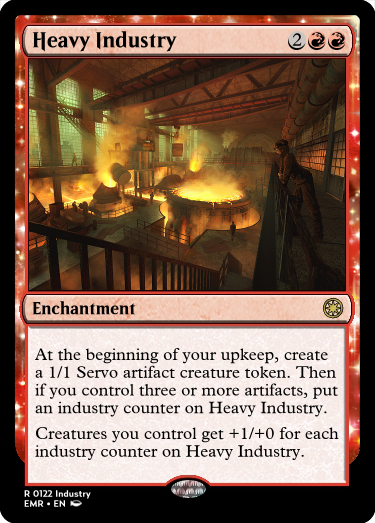 Heavy Industry 2
Enchantment
At the beginning of your upkeep, create
a 1/1 Servo artifact creature token. Then
if you control three or more artifacts, put
an industry counter on Heavy Industry.
Creatures you control get +1/+0 for each
industry counter on Heavy Industry.
R 0122 Industry
EMR • EN